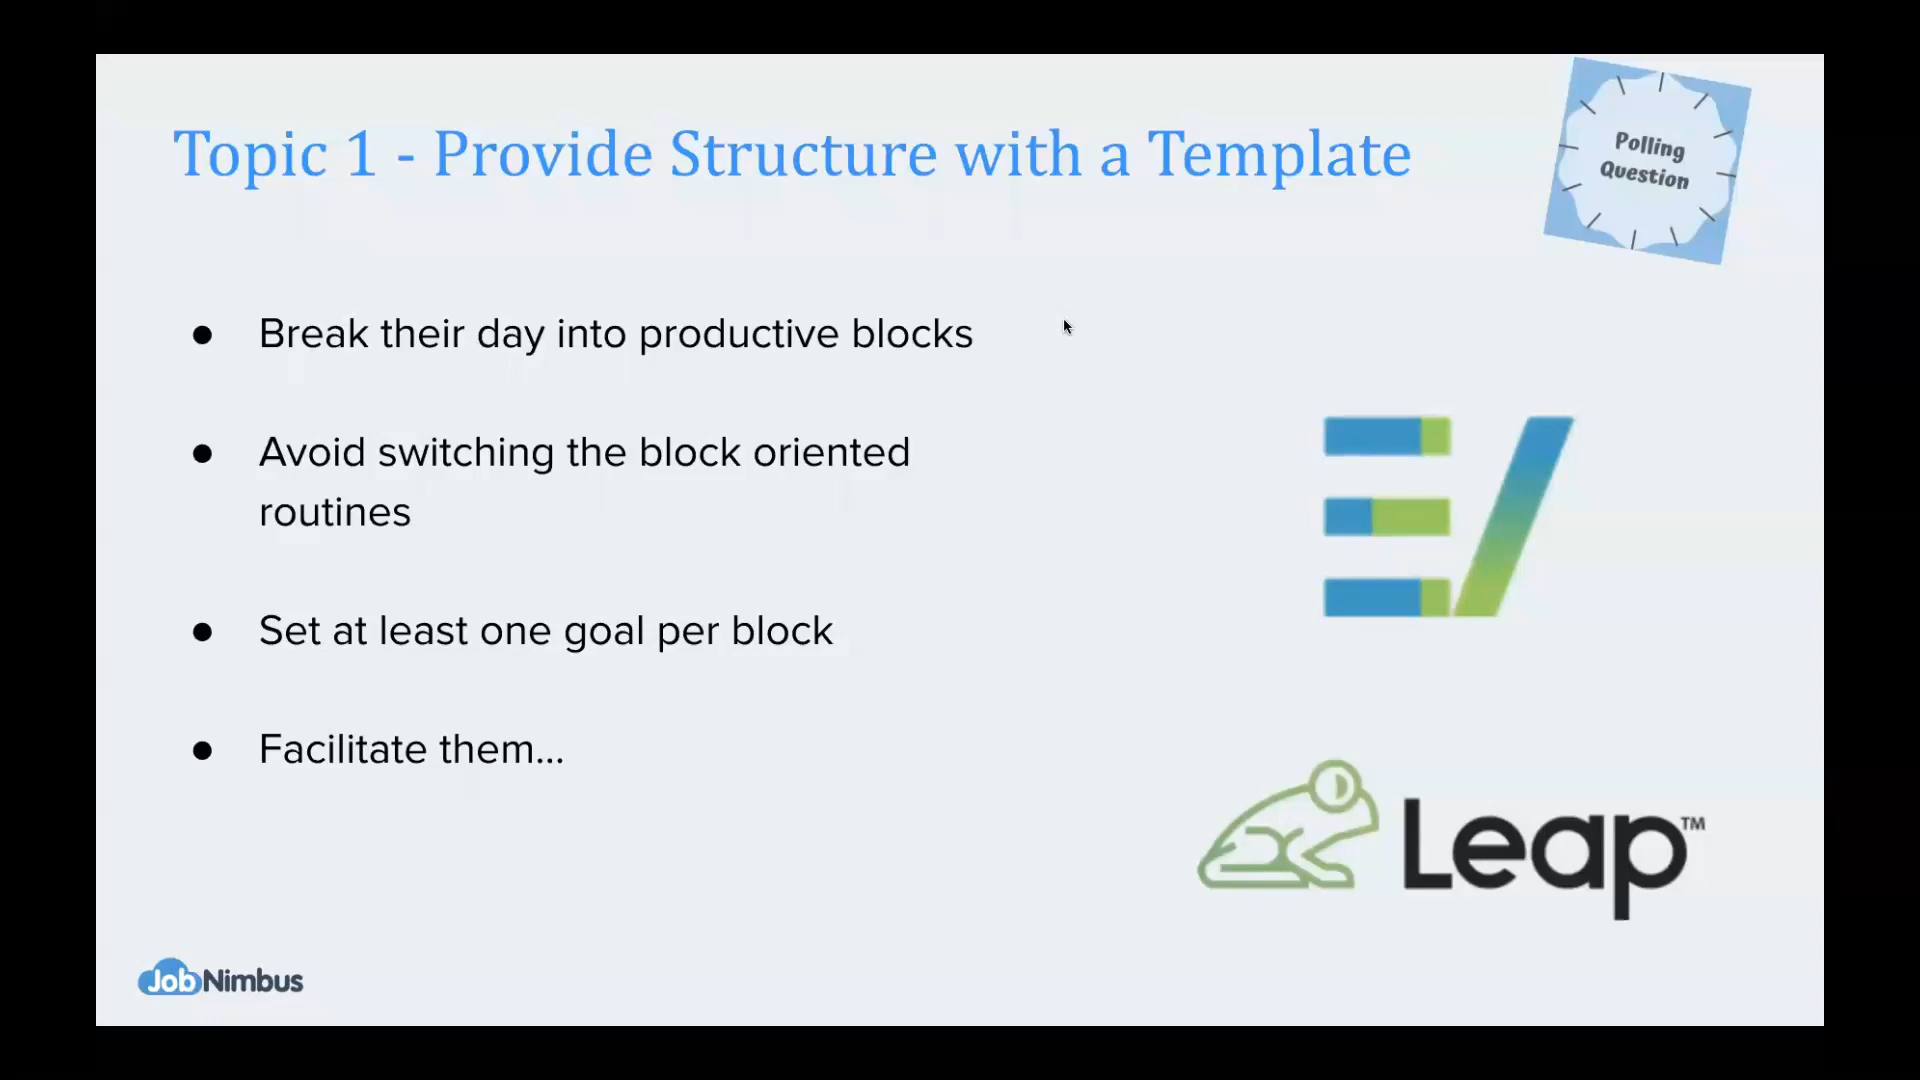 Topic 1 - Provide Structure with a Template
Polling
Question
● Break their day into productive blocks
● Avoid switching the block oriented
routines
● Set at least one goal per block
● Facilitate them...
Leap™
JobNimbus